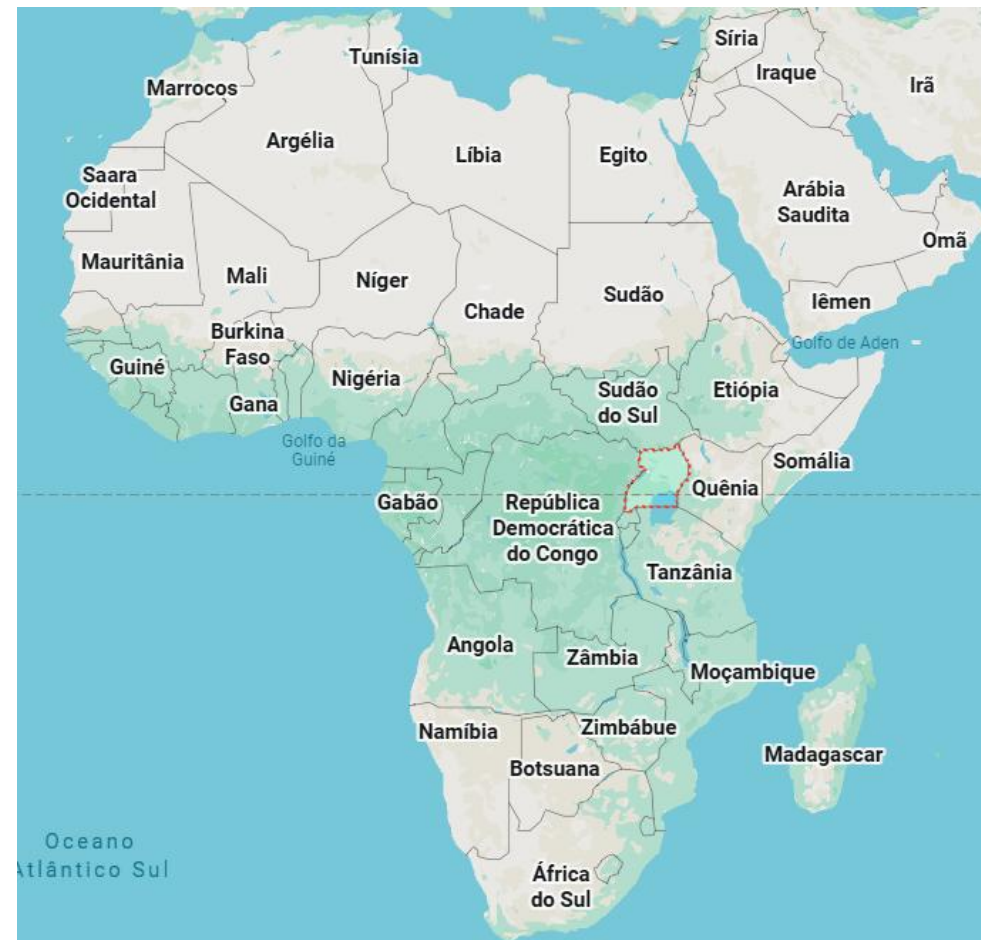 Síria
Tunísia
Iraque
Irã
Marrocos
Argélia
Líbia
Egito
Saara
Ocidental
Arábia
Saudita
Omã
Mauritânia
Mali
Níger
Sudão
Chade
Iêmen
Burkina
Faso
Golfo de Aden
Guiné
Nigéria
Sudão
do Sul
Etiópia
Gana
Golfo da
Guiné
Somália
Quênia
Gabão
República
Democrática
do Congo
Tanzânia
Angola
Zâmbia
Moçambique
Namíbia
Zimbábue
Madagascar
Botsuana
Oceano
Atlântico Sul
África
do Sul